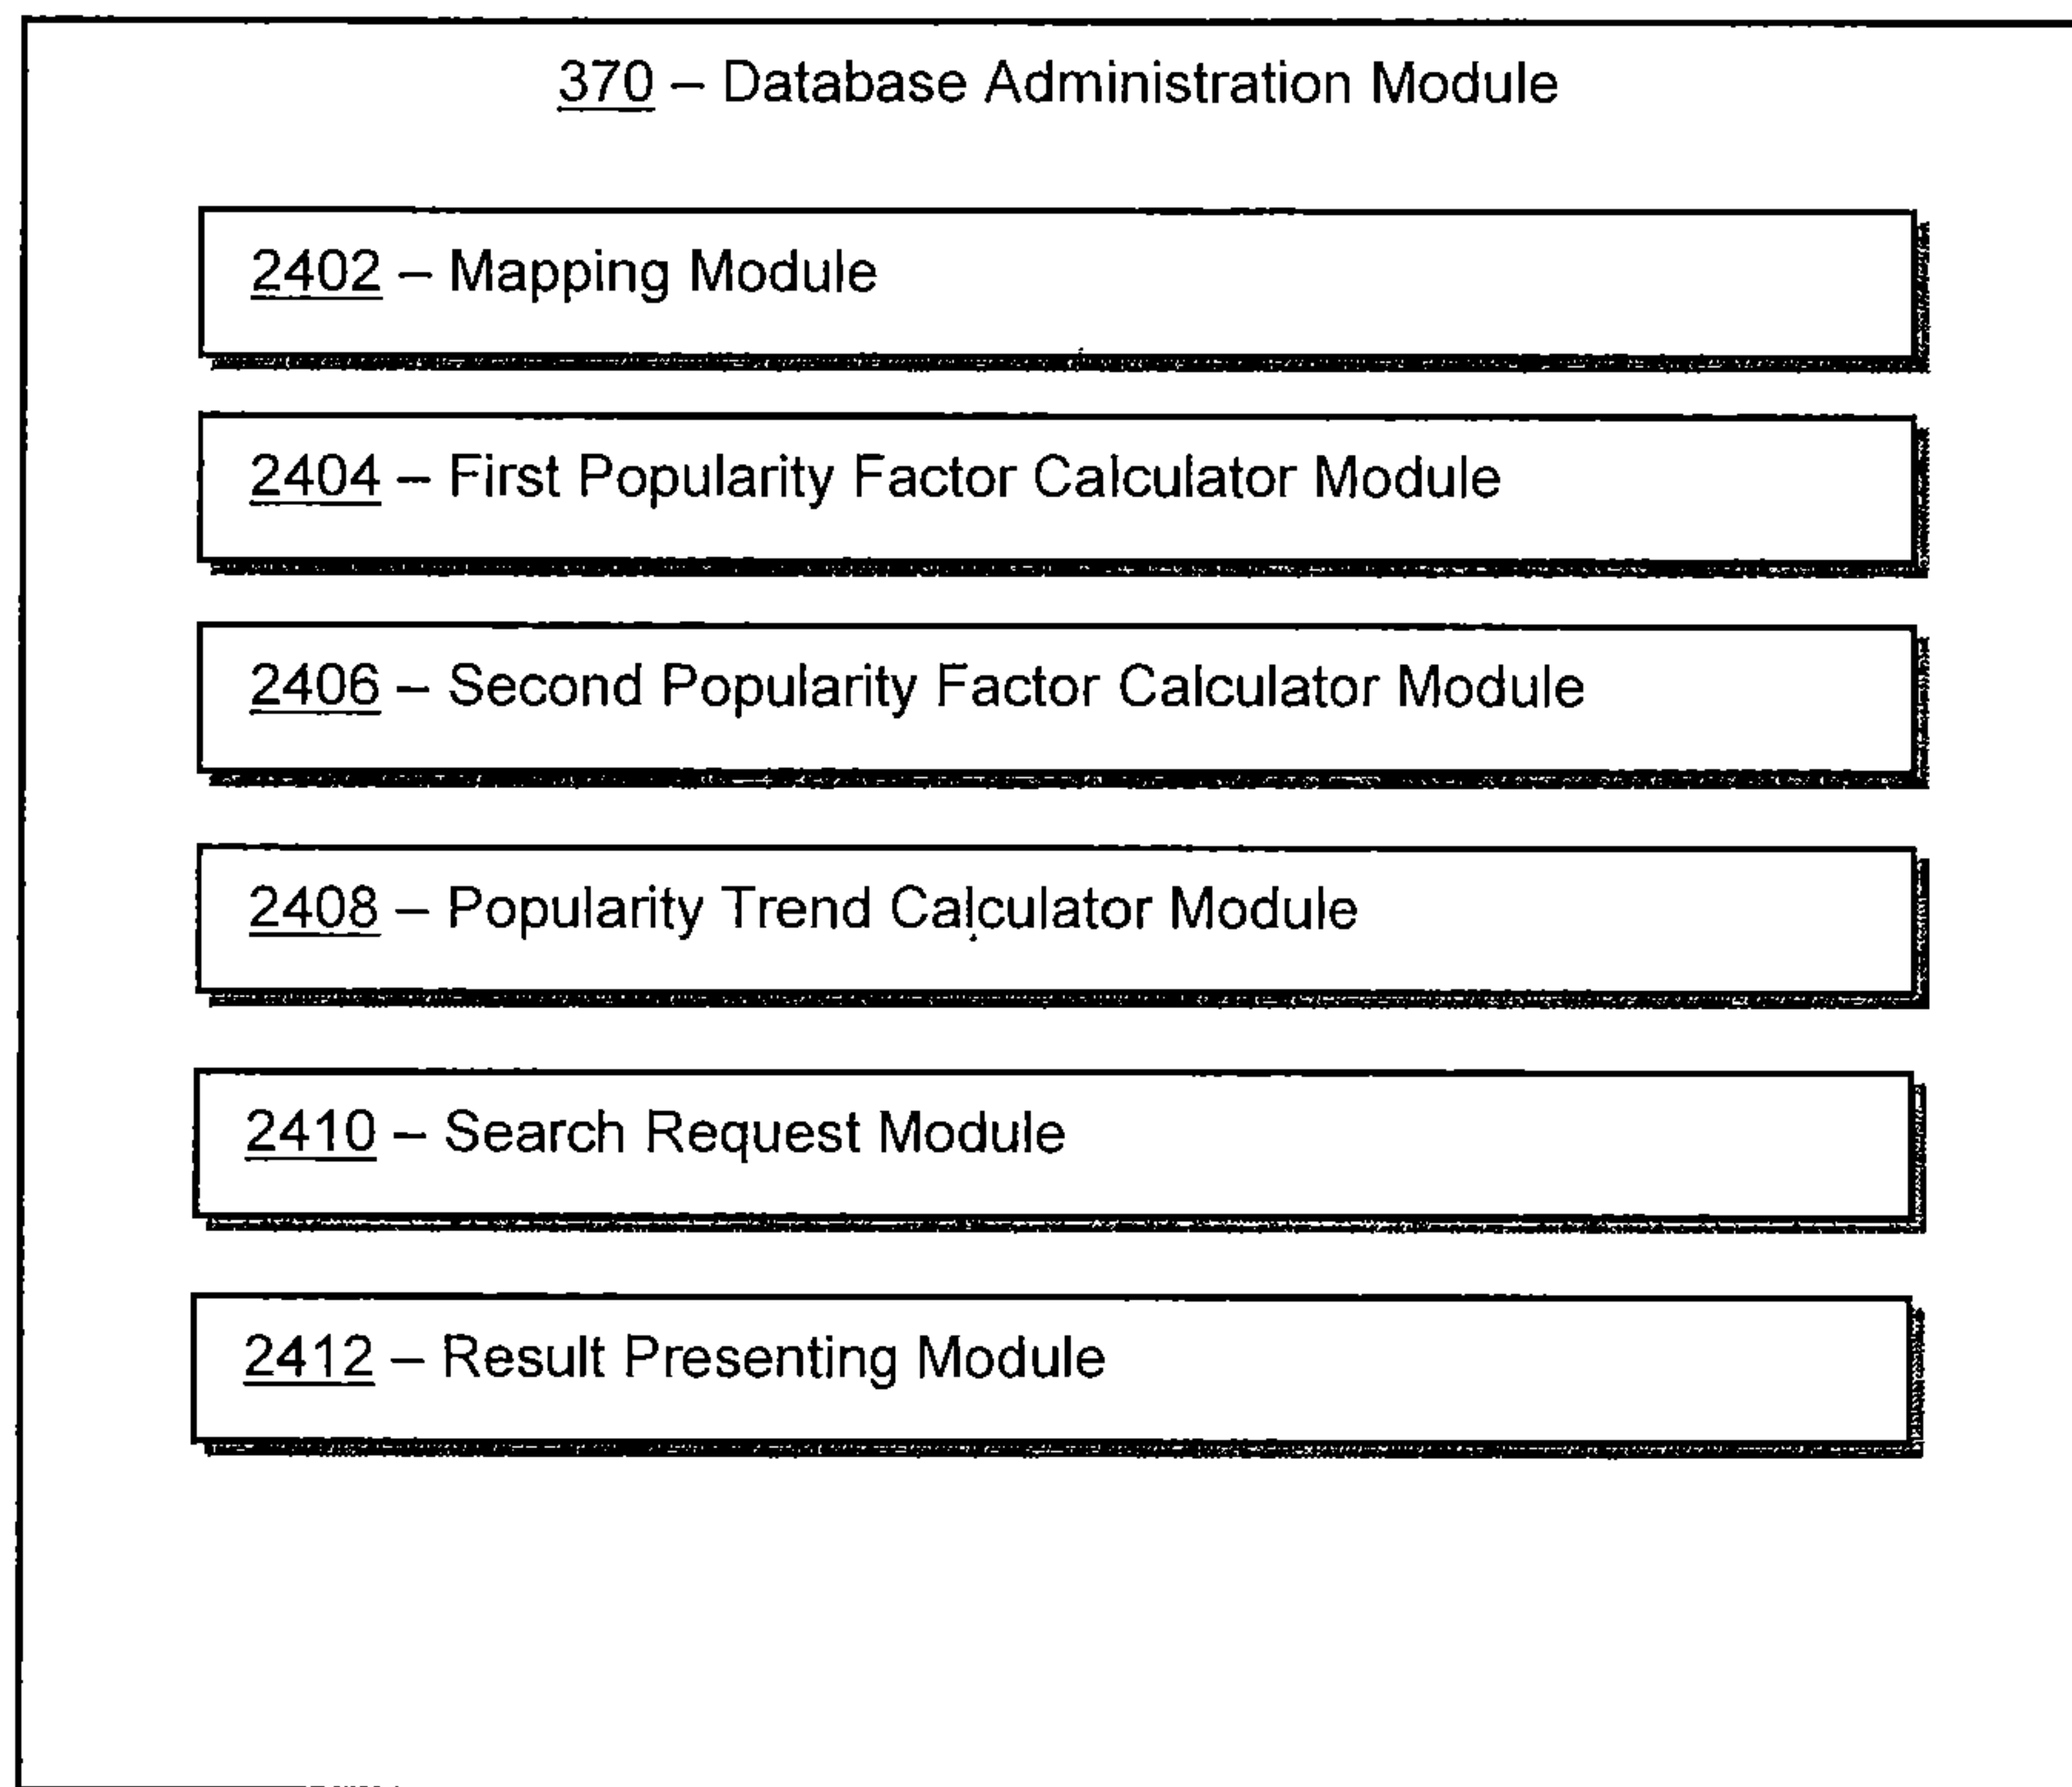 370 – Database Administration Module
2402 – Mapping Module
2404 – First Popularity Factor Calculator Module
2406 – Second Popularity Factor Calculator Module
2408 – Popularity Trend Calculator Module
2410 – Search Request Module
2412 – Result Presenting Module